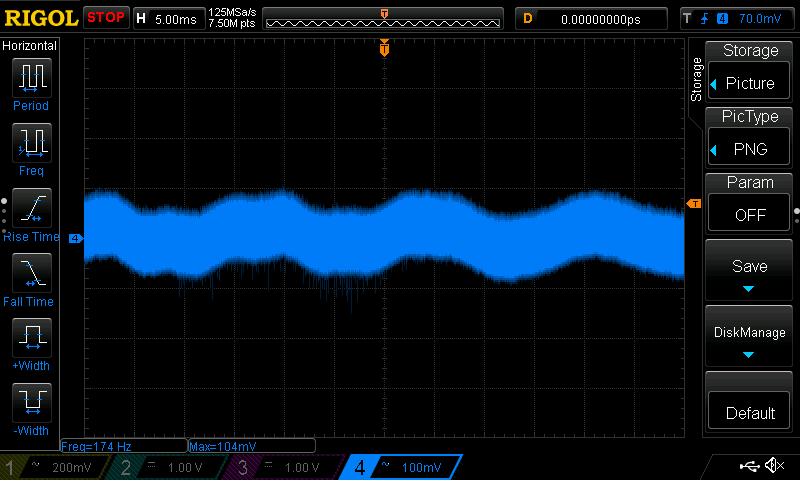 RIGOL STOP H 5.00ms 125MSa/s 7.50M pts T D 0.00000000ps T 4 70.0mV
Horizontal
Period
Freq
Rise Time
Fall Time
+Width
-Width
T
4
T
Storage
Storage
Picture
PicType
PNG
Param
OFF
Save
DiskManage
Default
Freq=174 Hz Max=104mV
1 ~ 200mV 2 1.00 V 3 1.00 V 4 ~ 100mV